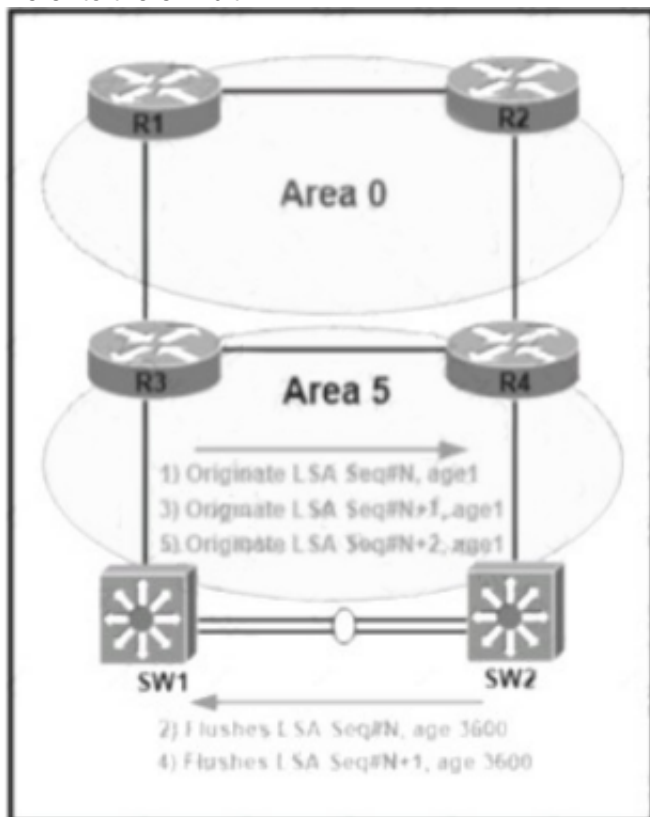 R1
R2
Area 0
R3
R4
Area 5
1) Originate LSA Seq#N, age1
3) Originate LSA Seq#N+1, age1
5) Originate LSA Seq#N+2, age1
SW1
SW2
2) Flushes LSA Seq#N, age 3600
4) Flushes LSA Seq#N+1, age 3600